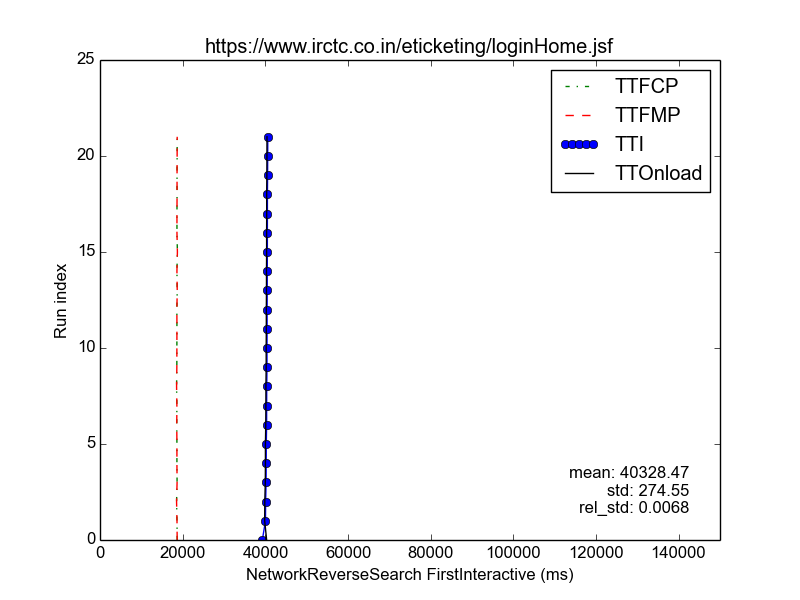 https://www.irctc.co.in/eticketing/loginHome.jsf
25
20
15
10
5
0
Run index
TTFCP
TTFMP
TTI
TTOnload
mean: 40328.47
std: 274.55
rel_std: 0.0068
0 20000 40000 60000 80000 100000 120000 140000
NetworkReverseSearch FirstInteractive (ms)